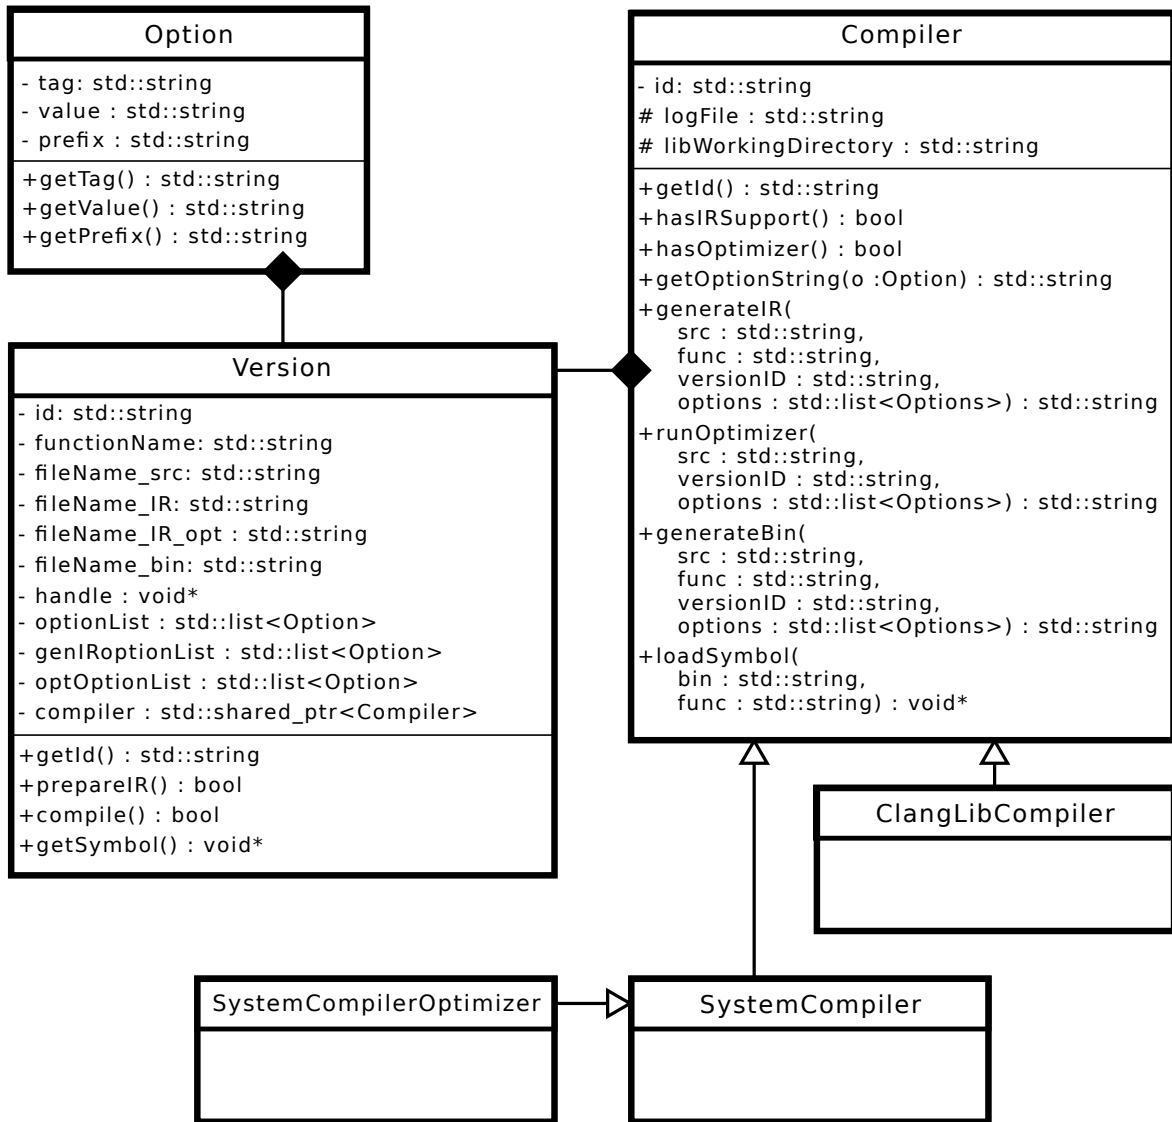 Option
- tag: std::string
- value : std::string
- prefix : std::string
+getTag() : std::string
+getValue() : std::string
+getPrefix() : std::string
Compiler
- id: std::string
# logFile : std::string
# libWorkingDirectory : std::string
+getId() : std::string
+hasIRSupport() : bool
+hasOptimizer() : bool
+getOptionString(o :Option) : std::string
+generateIR(
src : std::string,
func : std::string,
versionID : std::string,
options : std::list<Options>) : std::string
+runOptimizer(
src : std::string,
versionID : std::string,
options : std::list<Options>) : std::string
+generateBin(
src : std::string,
func : std::string,
versionID : std::string,
options : std::list<Options>) : std::string
+loadSymbol(
bin : std::string,
func : std::string) : void*
Version
- id: std::string
- functionName: std::string
- fileName_src: std::string
- fileName_IR: std::string
- fileName_IR_opt : std::string
- fileName_bin: std::string
- handle : void*
- optionList : std::list<Option>
- genIRoptionList : std::list<Option>
- optOptionList : std::list<Option>
- compiler : std::shared_ptr<Compiler>
+getId() : std::string
+prepareIR() : bool
+compile() : bool
+getSymbol() : void*
ClangLibCompiler
SystemCompilerOptimizer
SystemCompiler